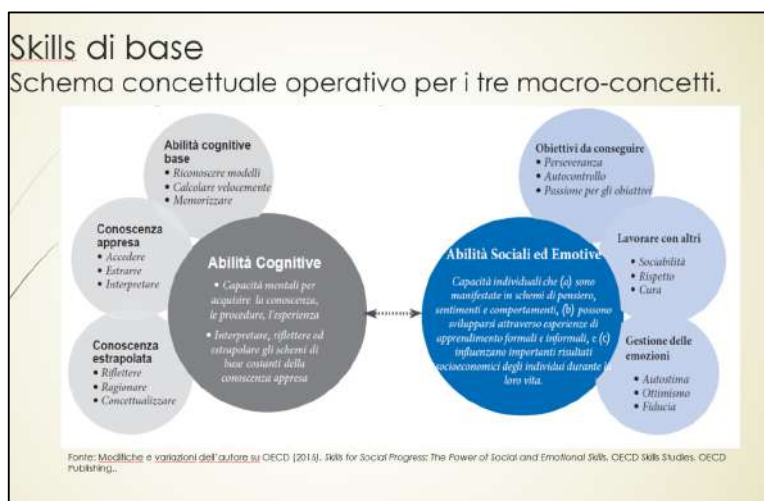 Skills di base
Schema concettuale operativo per i tre macro-concetti.
Abilità cognitive
base
• Riconoscere modelli
• Calcolare velocemente
• Memorizzare
Conoscenza
appresa
• Accedere
• Estrarre
• Interpretare
Conoscenza
estrapolata
• Riflettere
• Ragionare
• Concettualizzare
Abilità Cognitive
• Capacità mentali per
acquisire la conoscenza,
le procedure, l'esperienza
• Interpretare, riflettere ed
estrapolare gli schemi di
base costanti della
conoscenza appresa
Abilità Sociali ed Emotive
Capacità individuali che (a) sono
manifestate in schemi di pensiero,
sentimenti e comportamenti, (b) possono
svilupparsi attraverso esperienze di
apprendimento formali e informali, e (c)
influenzano importanti risultati
socioeconomici degli individui durante la
loro vita.
Obiettivi da conseguire
• Perseveranza
• Autocontrollo
• Passione per gli obiattivi
Lavorare con altri
• Sociabilità
• Rispetto
• Cura
Gestione delle
emozioni
• Autostima
• Ottimismo
• Fiducia
Fonte: Modifiche e variazioni dell'autore su OECD (2015). Skills for Social Progress: The Power of Social and Emotional Skills. OECD Skills Studies. OECD
Publishing..